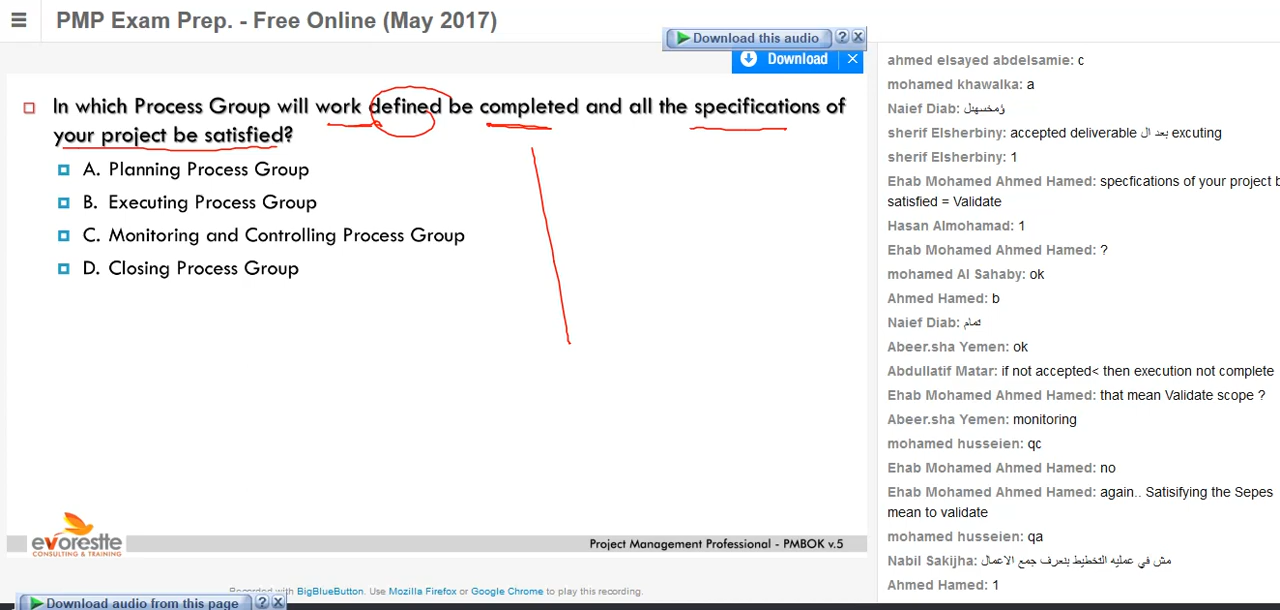 PMP Exam Prep. - Free Online (May 2017)
Download this audio
Download
In which Process Group will work defined be completed and all the specifications of
your project be satisfied?
A. Planning Process Group
B. Executing Process Group
C. Monitoring and Controlling Process Group
D. Closing Process Group
evorestte
CONSULTING & TRAINING
Project Management Professional - PMBOK v.5
Recorded with BigBlueButton. Use Mozilla Firefox or Google Chrome to play this recording.
Download audio from this page
ahmed elsayed abdelsamie: c
mohamed khawalka: a
Naief Diab: ؤمخسهىل
sherif Elsherbiny: accepted deliverable بعد ال excuting
sherif Elsherbiny: 1
Ehab Mohamed Ahmed Hamed: specfications of your project b
satisfied = Validate
Hasan Almohamad: 1
Ehab Mohamed Ahmed Hamed: ?
mohamed Al Sahaby: ok
Ahmed Hamed: b
Naief Diab: تمام
Abeer.sha Yemen: ok
Abdullatif Matar: if not accepted< then execution not complete
Ehab Mohamed Ahmed Hamed: that mean Validate scope ?
Abeer.sha Yemen: monitoring
mohamed husseien: qc
Ehab Mohamed Ahmed Hamed: no
Ehab Mohamed Ahmed Hamed: again.. Satisifying the Sepes
mean to validate
mohamed husseien: qa
Nabil Sakijha: مش في عمليه التخطيط بنعرف جمع الاعمال
Ahmed Hamed: 1